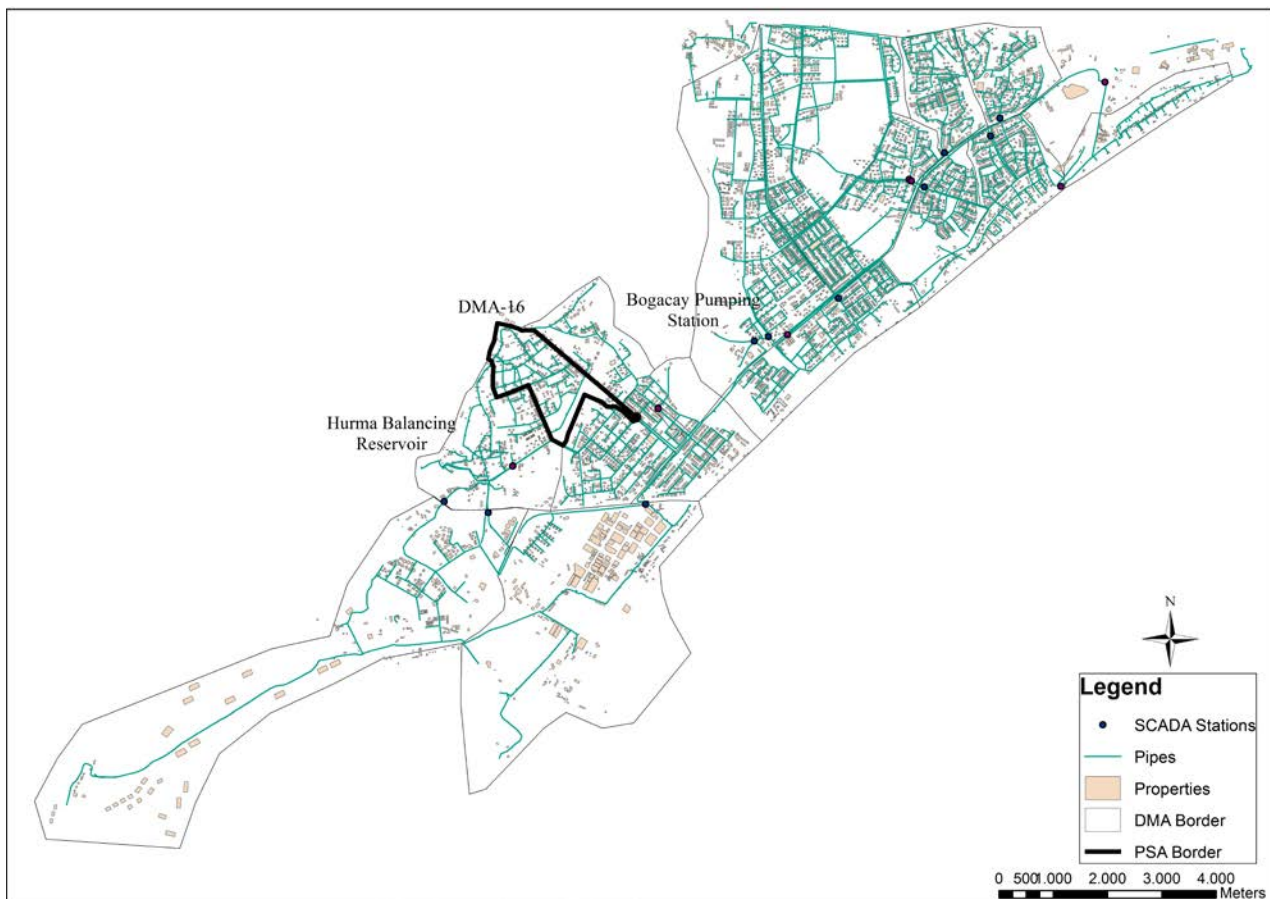 DMA-16
Bogacay Pumping
Station
Hurma Balancing
Reservoir
N
Legend
SCADA Stations
Pipes
Properties
DMA Border
PSA Border
0 5001.000 2.000 3.000 4.000
Meters